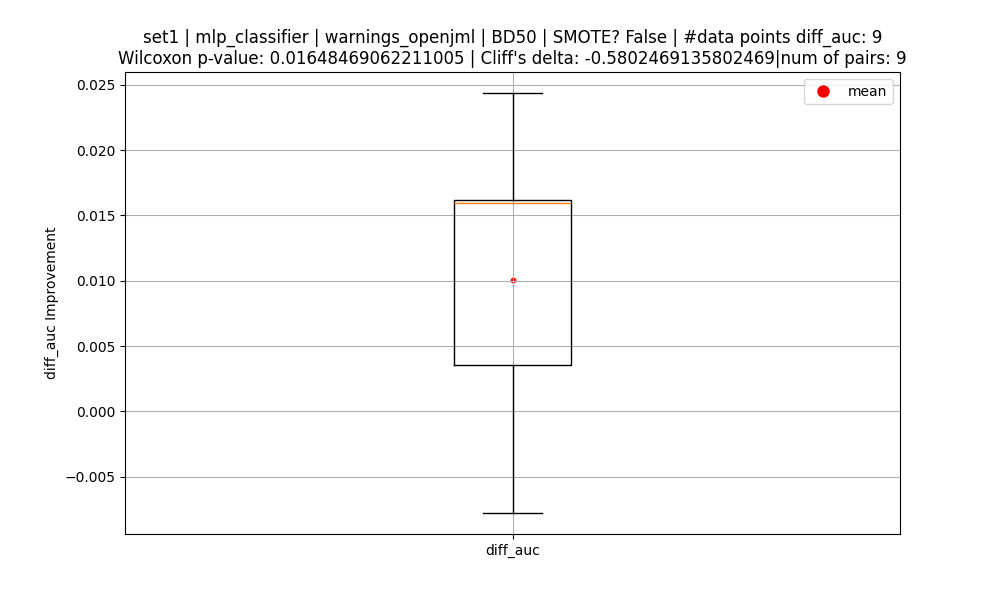 set1 | mlp_classifier | warnings_openjml | BD50 | SMOTE? False | #data points diff_auc: 9
Wilcoxon p-value: 0.01648469062211005 | Cliff's delta: -0.5802469135802469|num of pairs: 9
mean
0.025
0.020
0.015
0.010
0.005
0.000
−0.005
diff_auc Improvement
diff_auc